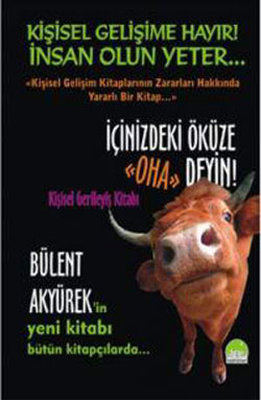 KİŞİSEL GELİŞİME HAYIR!
İNSAN OLUN YETER...
«Kişisel Gelişim Kitaplarının Zararları Hakkında
Yararlı Bir Kitap...»
İÇİNİZDEKİ ÖKÜZE
«OHA» DEYİN!
Kişisel Gerileyiş Kitabı
BÜLENT
AKYÜREK'in
yeni kitabı
bütün kitapçılarda...